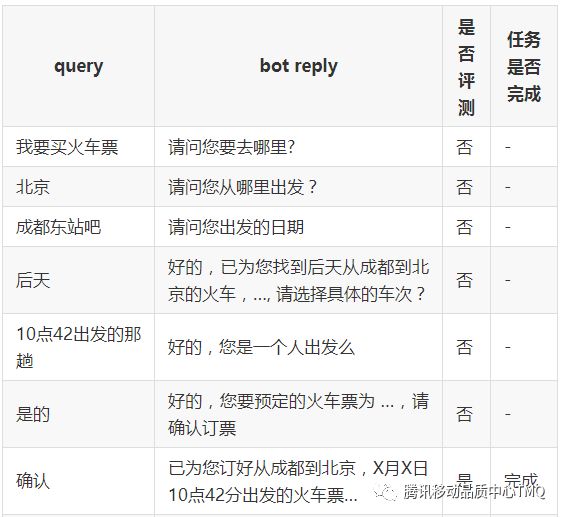 query
bot reply
是
否
评
测
任务
是否
完成
我要买火车票
请问您要去哪里?
否
-
北京
请问您从哪里出发？
否
-
成都东站吧
请问您出发的日期
否
-
后天
好的，已为您找到后天从成都到北
京的火车，..., 请选择具体的车次？
否
-
10点42出发的那
趟
好的，您是一个人出发么
否
-
是的
好的，您要预定的火车票为 ...，请
确认订票
否
-
确认
已为您订好从成都到北京，X月X日
10点42分出发的火车票...
是
完成
腾讯移动品质中心TMQ